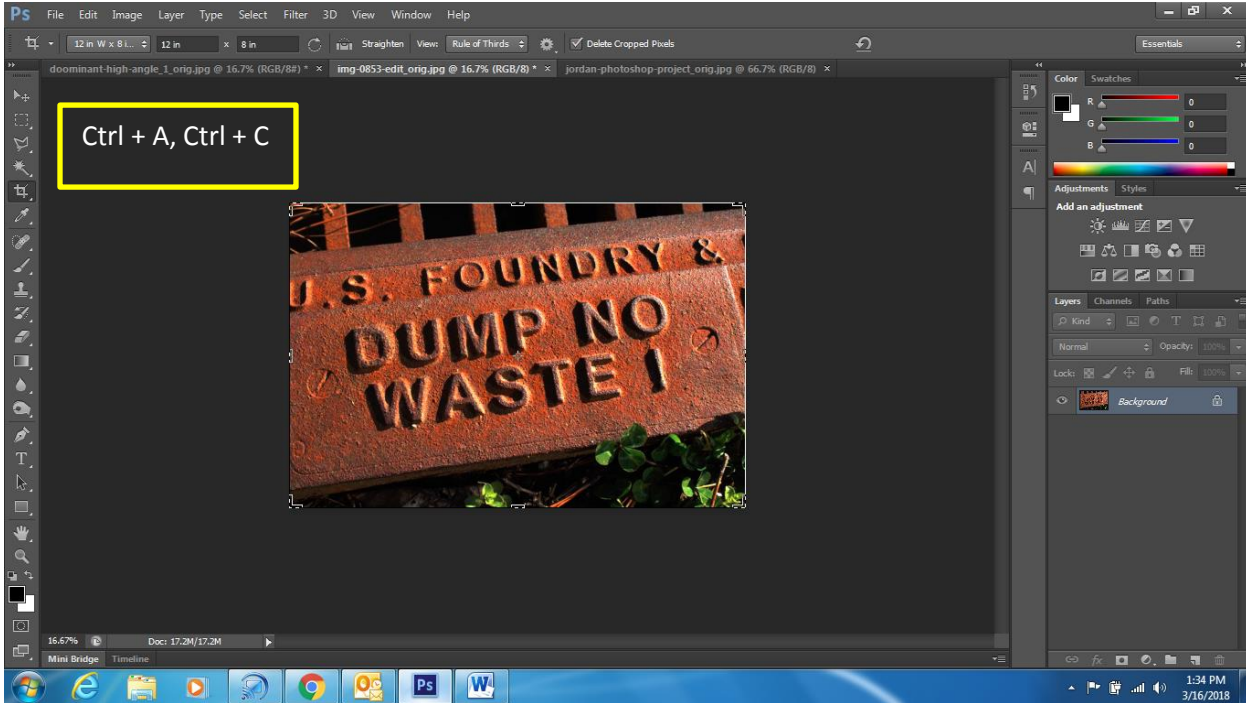 Ps File Edit Image Layer Type Select Filter 3D View Window Help
12 in W x 8 i... 12 in x 8 in Straighten View: Rule of Thirds Delete Cropped Pixels Essentials
doominant-high-angle_1_orig.jpg @ 16.7% (RGB/8#) * × img-0853-edit_orig.jpg @ 16.7% (RGB/8) * × jordan-photoshop-project_orig.jpg @ 66.7% (RGB/8) ×
Ctrl + A, Ctrl + C
U.S. FOUNDRY &
DUMP NO
WASTE !
Color Swatches
R 0
G 0
B 0
Adjustments Styles
Add an adjustment
Layers Channels Paths
Kind
Normal Opacity: 100%
Lock: Fill: 100%
Background
16.67% Doc: 17.2M/17.2M
Mini Bridge Timeline
Ps W
1:34 PM
3/16/2018